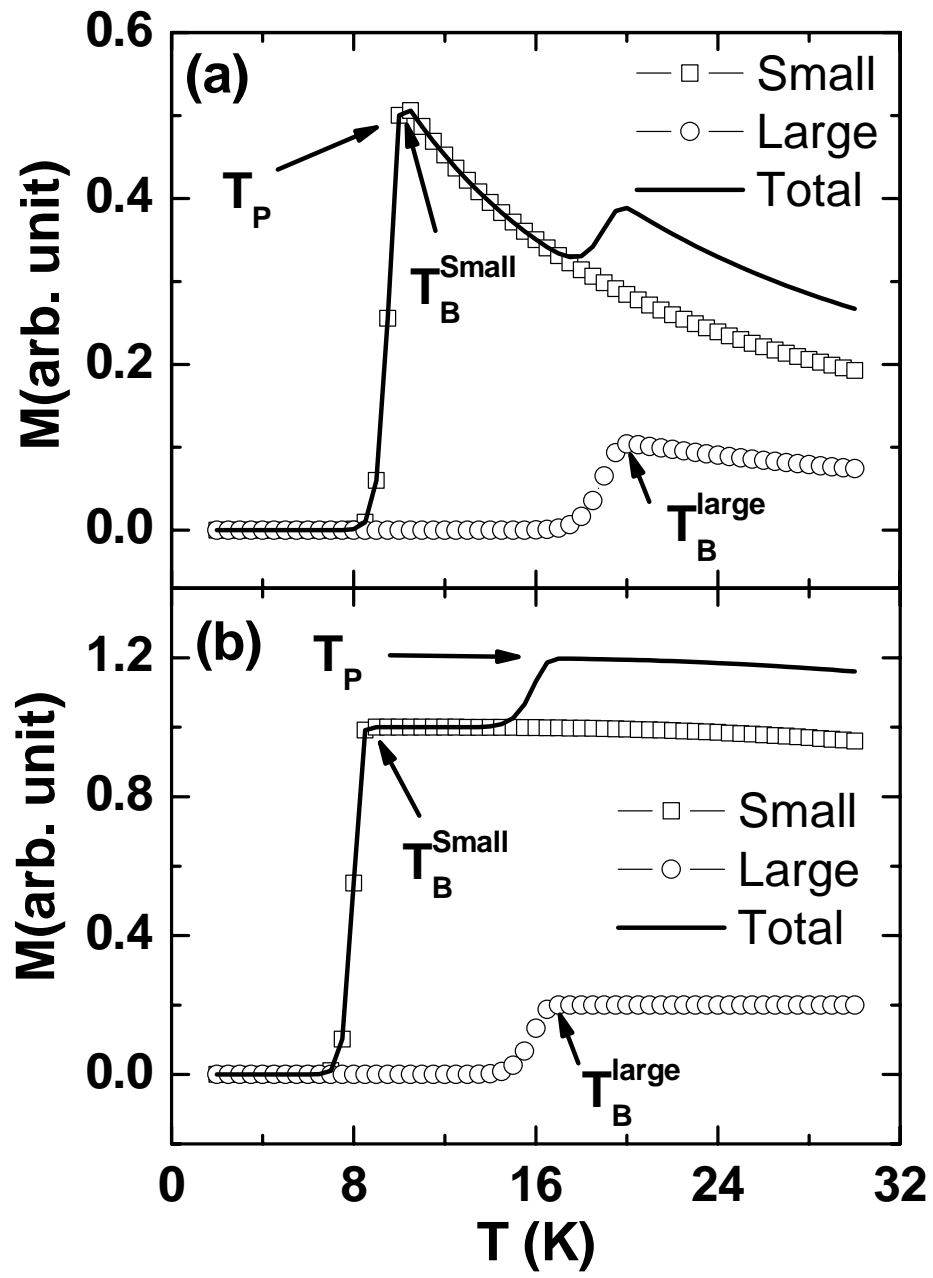 0.6
(a)
Small
Large
Total
0.4
T_P
T_B^Small
0.2
T_B^large
0.0
M(arb. unit)
(b)
1.2
T_P
0.8
Small
T_B^Small
Large
0.4
Total
0.0
T_B^large
M(arb. unit)
0 8 16 24 32
T (K)